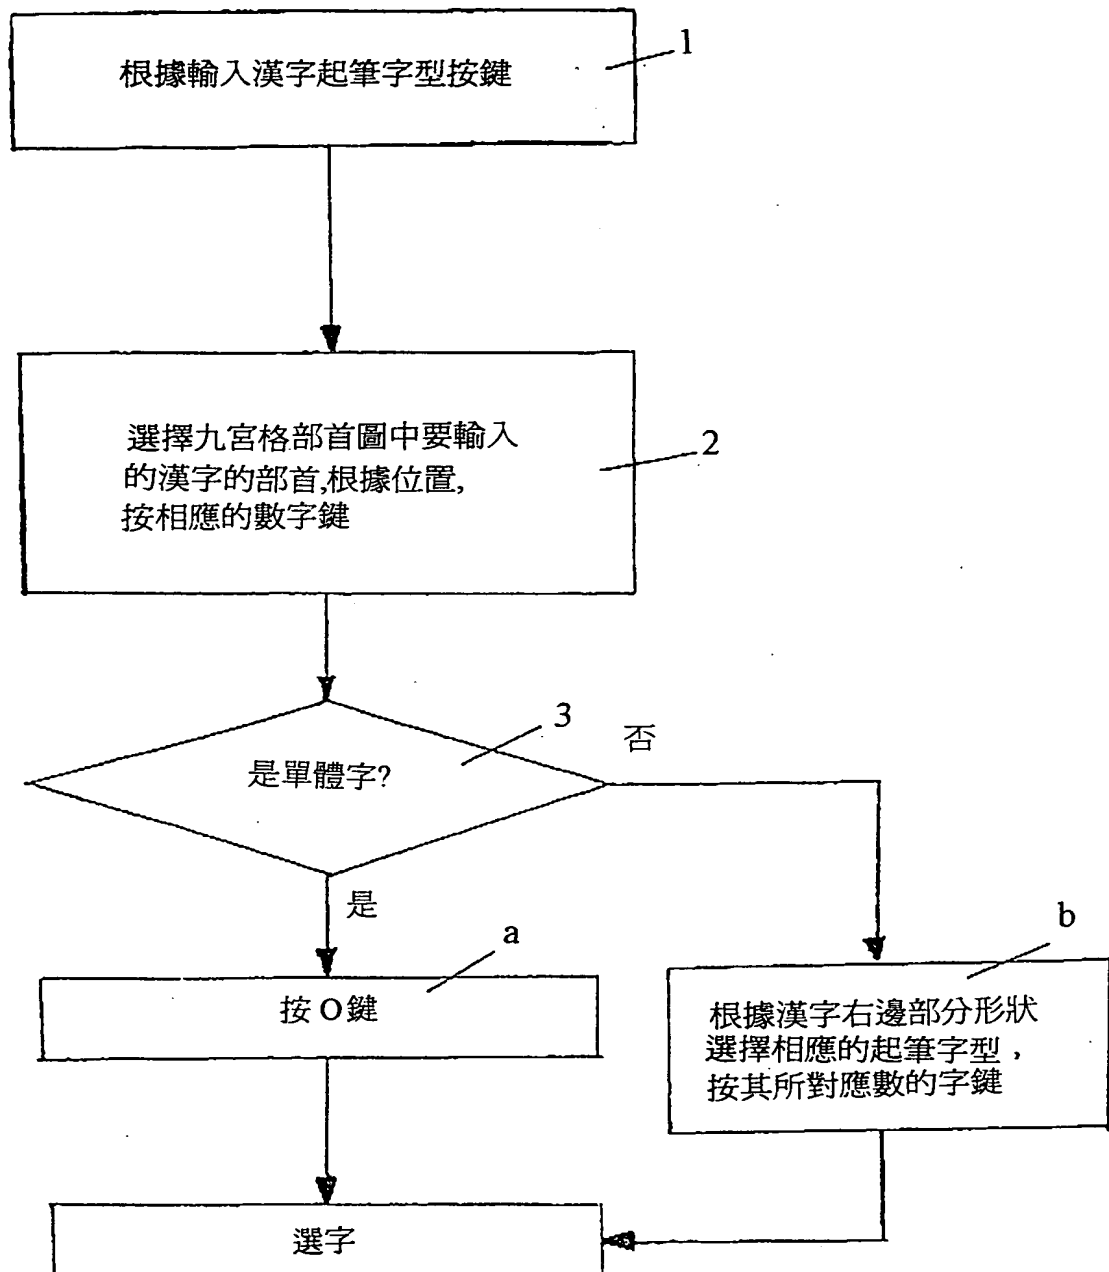 根據輸入漢字起筆字型按鍵
1
選擇九宮格部首圖中要輸入
的漢字的部首,根據位置,
按相應的數字鍵
2
是單體字?
3
否
是
a
按O鍵
b
根據漢字右邊部分形狀
選擇相應的起筆字型,
按其所對應數的字鍵
選字